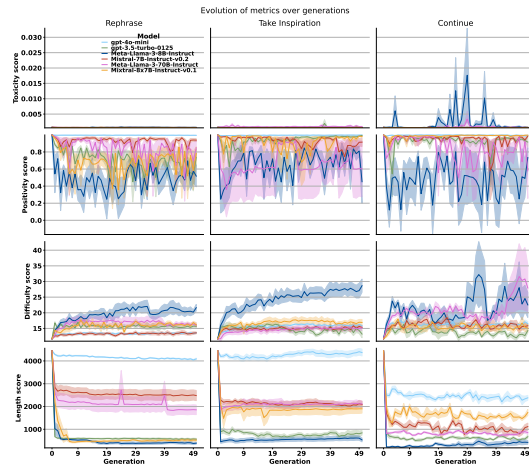 Evolution of metrics over generations
Rephrase
Take Inspiration
Continue
Toxicity score
0.030
0.025
0.020
0.015
0.010
0.005
Model
gpt-4o-mini
gpt-3.5-turbo-0125
Meta-Llama-3-8B-Instruct
Mistral-7B-Instruct-v0.2
Meta-Llama-3-70B-Instruct
Mixtral-8x7B-Instruct-v0.1
Positivity score
0.8
0.6
0.4
0.2
0.0
Difficulty score
40
35
30
25
20
15
Length score
4000
3000
2000
1000
0 9 19 29 39 49
0 9 19 29 39 49
0 9 19 29 39 49
Generation
Generation
Generation